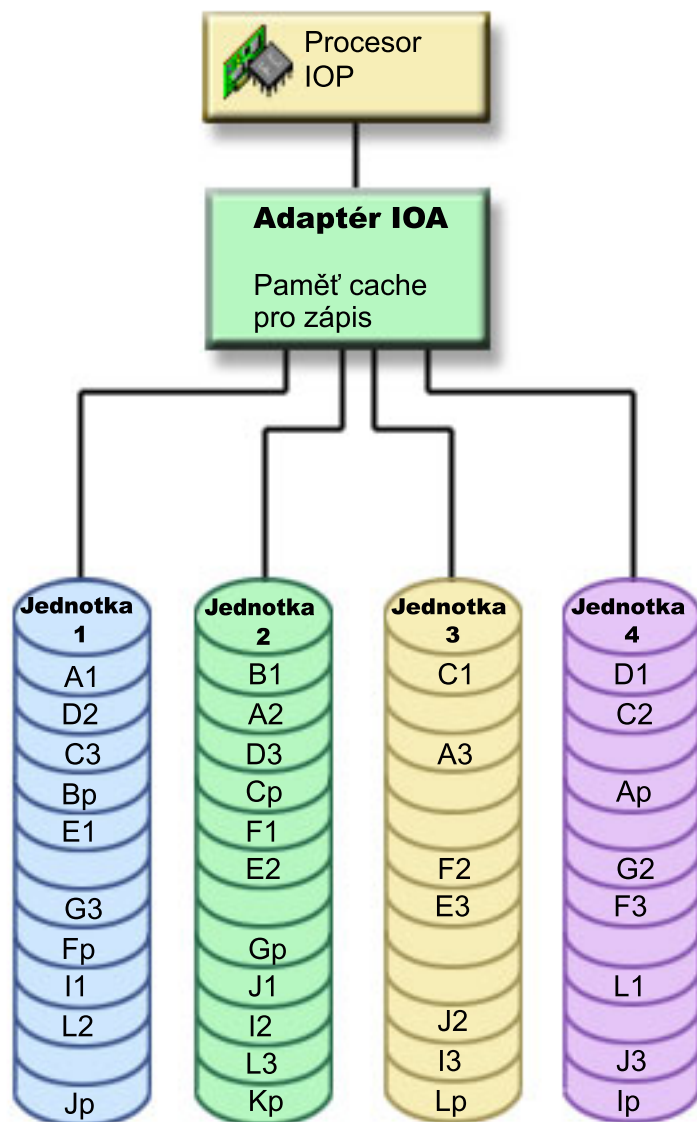 Procesor
IOP
Adaptér IOA
Paměť cache
pro zápis
Jednotka
1
A1
D2
C3
Bp
E1
G3
Fp
I1
L2
Jp
Jednotka
2
B1
A2
D3
Cp
F1
E2
Gp
J1
I2
L3
Kp
Jednotka
3
C1
A3
F2
E3
J2
I3
Lp
Jednotka
4
D1
C2
Ap
G2
F3
L1
J3
Ip